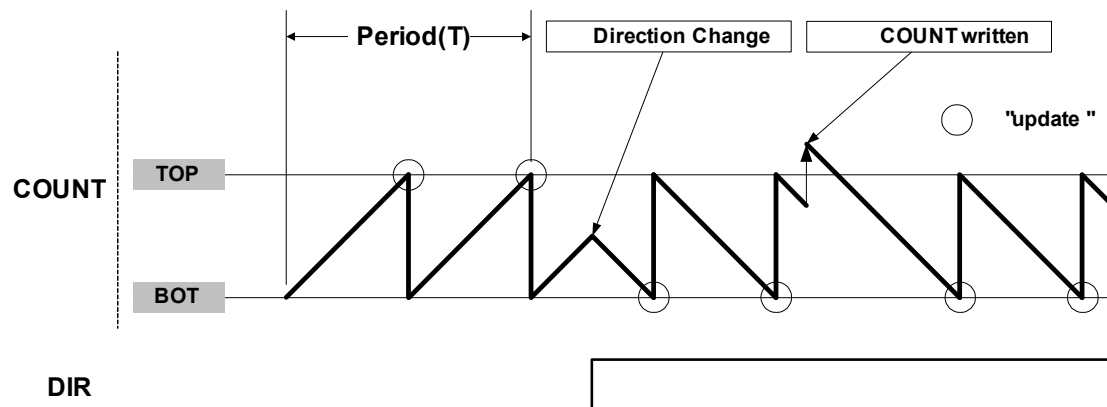 Period(T)
Direction Change
COUNT written
"update "
TOP
COUNT
BOT
DIR